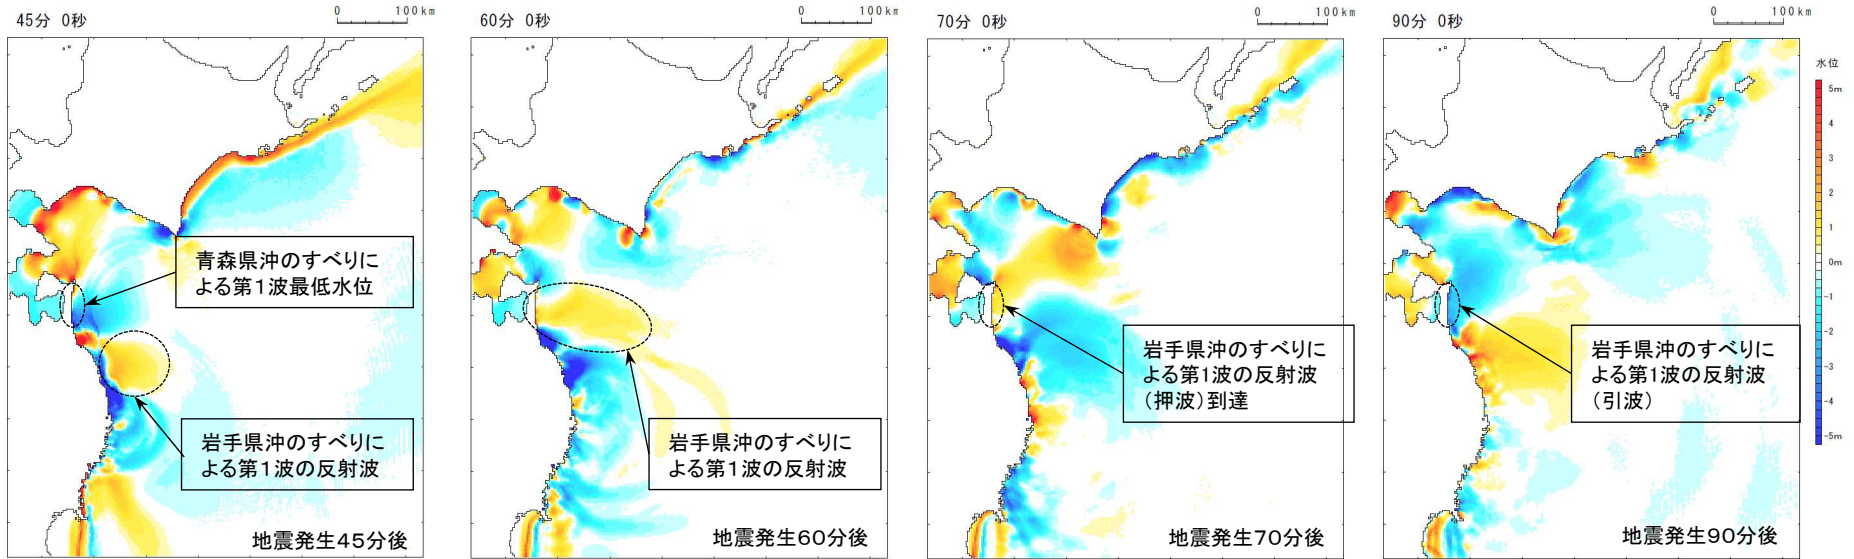 45分 0秒
0 100km
青森県沖のすべりに
よる第1波最低水位
岩手県沖のすべりに
よる第1波の反射波
地震発生45分後
60分 0秒
0 100km
岩手県沖のすべりに
よる第1波の反射波
地震発生60分後
70分 0秒
0 100km
岩手県沖のすべりに
よる第1波の反射波
(押波)到達
地震発生70分後
90分 0秒
0 100km
岩手県沖のすべりに
よる第1波の反射波
(引波)
地震発生90分後
水位
5m
4
3
2
1
0m
-1
-2
-3
-4
-5m